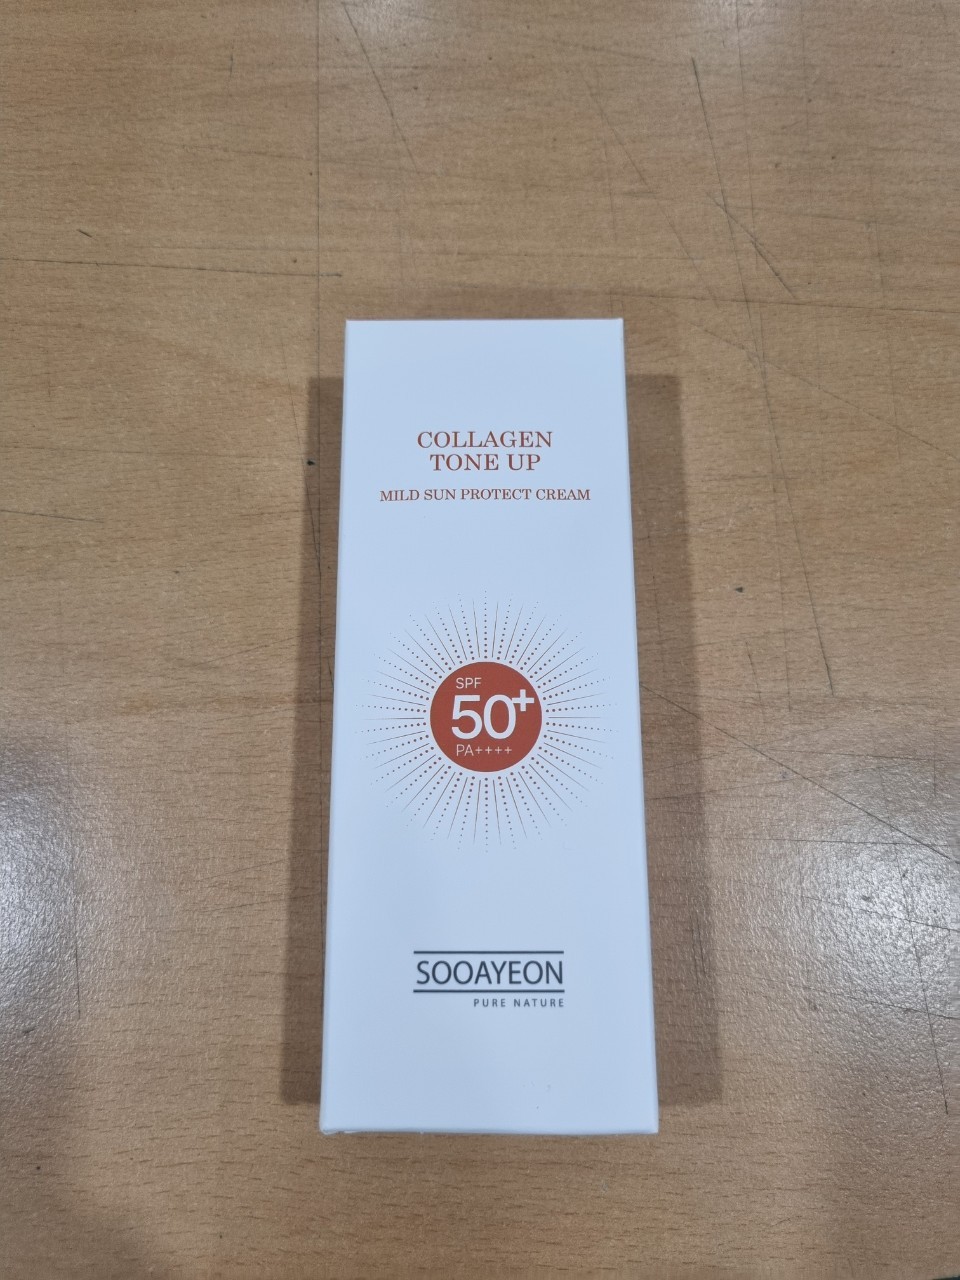 COLLAGEN
TONE UP
MILD SUN PROTECT CREAM
SPF
50+
PA++++
SOOAYEON
PURE NATURE